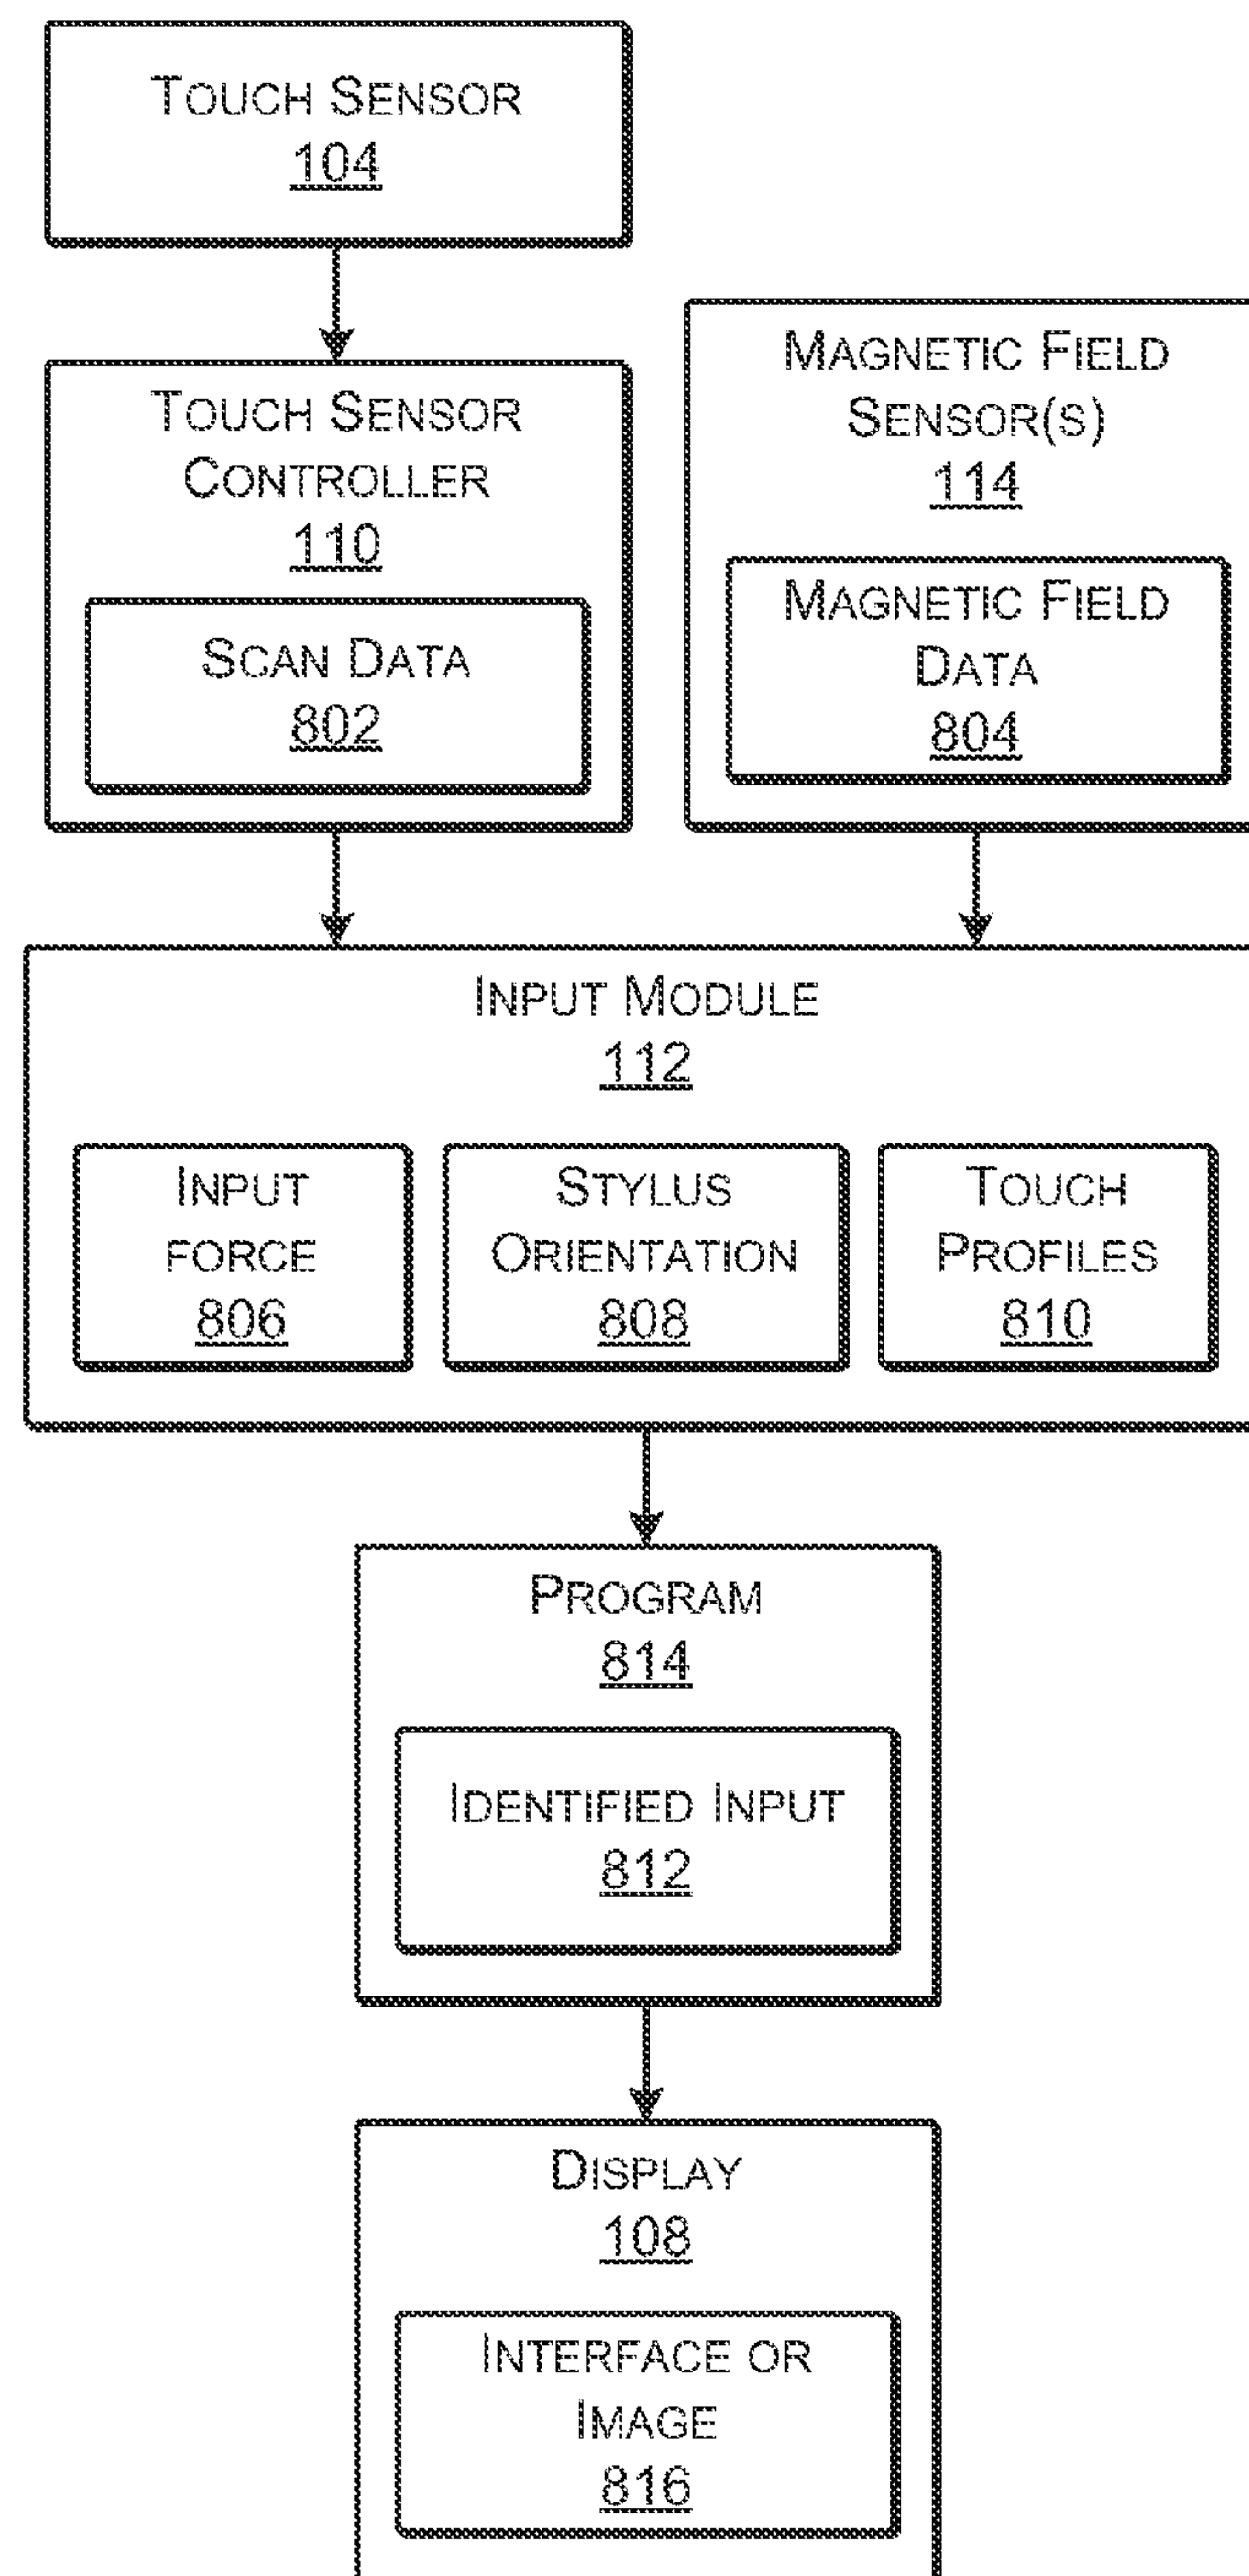 TOUCH SENSOR
104
TOUCH SENSOR
CONTROLLER
110
SCAN DATA
802
MAGNETIC FIELD
SENSOR(S)
114
MAGNETIC FIELD
DATA
804
INPUT MODULE
112
INPUT
FORCE
806
STYLUS
ORIENTATION
808
TOUCH
PROFILES
810
PROGRAM
814
IDENTIFIED INPUT
812
DISPLAY
108
INTERFACE OR
IMAGE
816